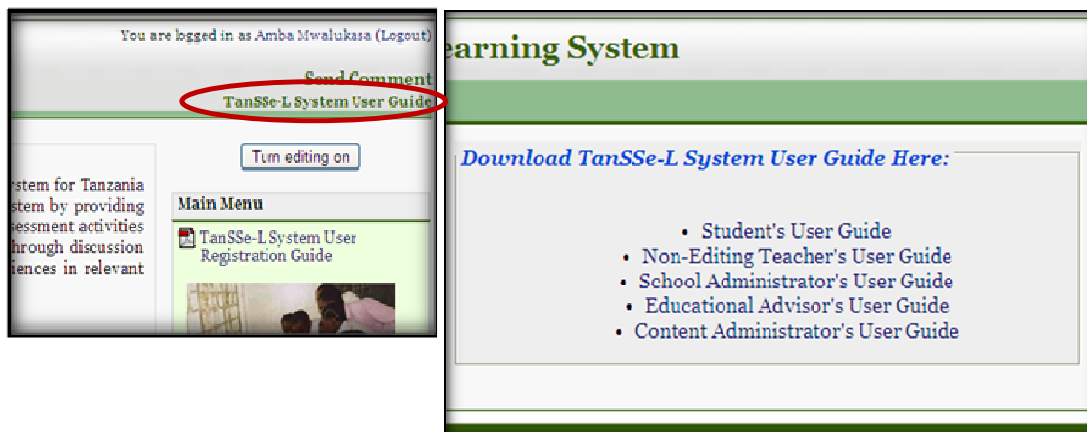 You are logged in as Amba Mwalukasa (Logout)
Send Comment
TanSSe-L System User Guide
Turn editing on
stem for Tanzania
stem by providing
sessment activities
hrough discussion
iences in relevant
Main Menu
TanSSe-L System User
Registration Guide
earning System
Download TanSSe-L System User Guide Here:
• Student's User Guide
• Non-Editing Teacher's User Guide
• School Administrator's User Guide
• Educational Advisor's User Guide
• Content Administrator's User Guide